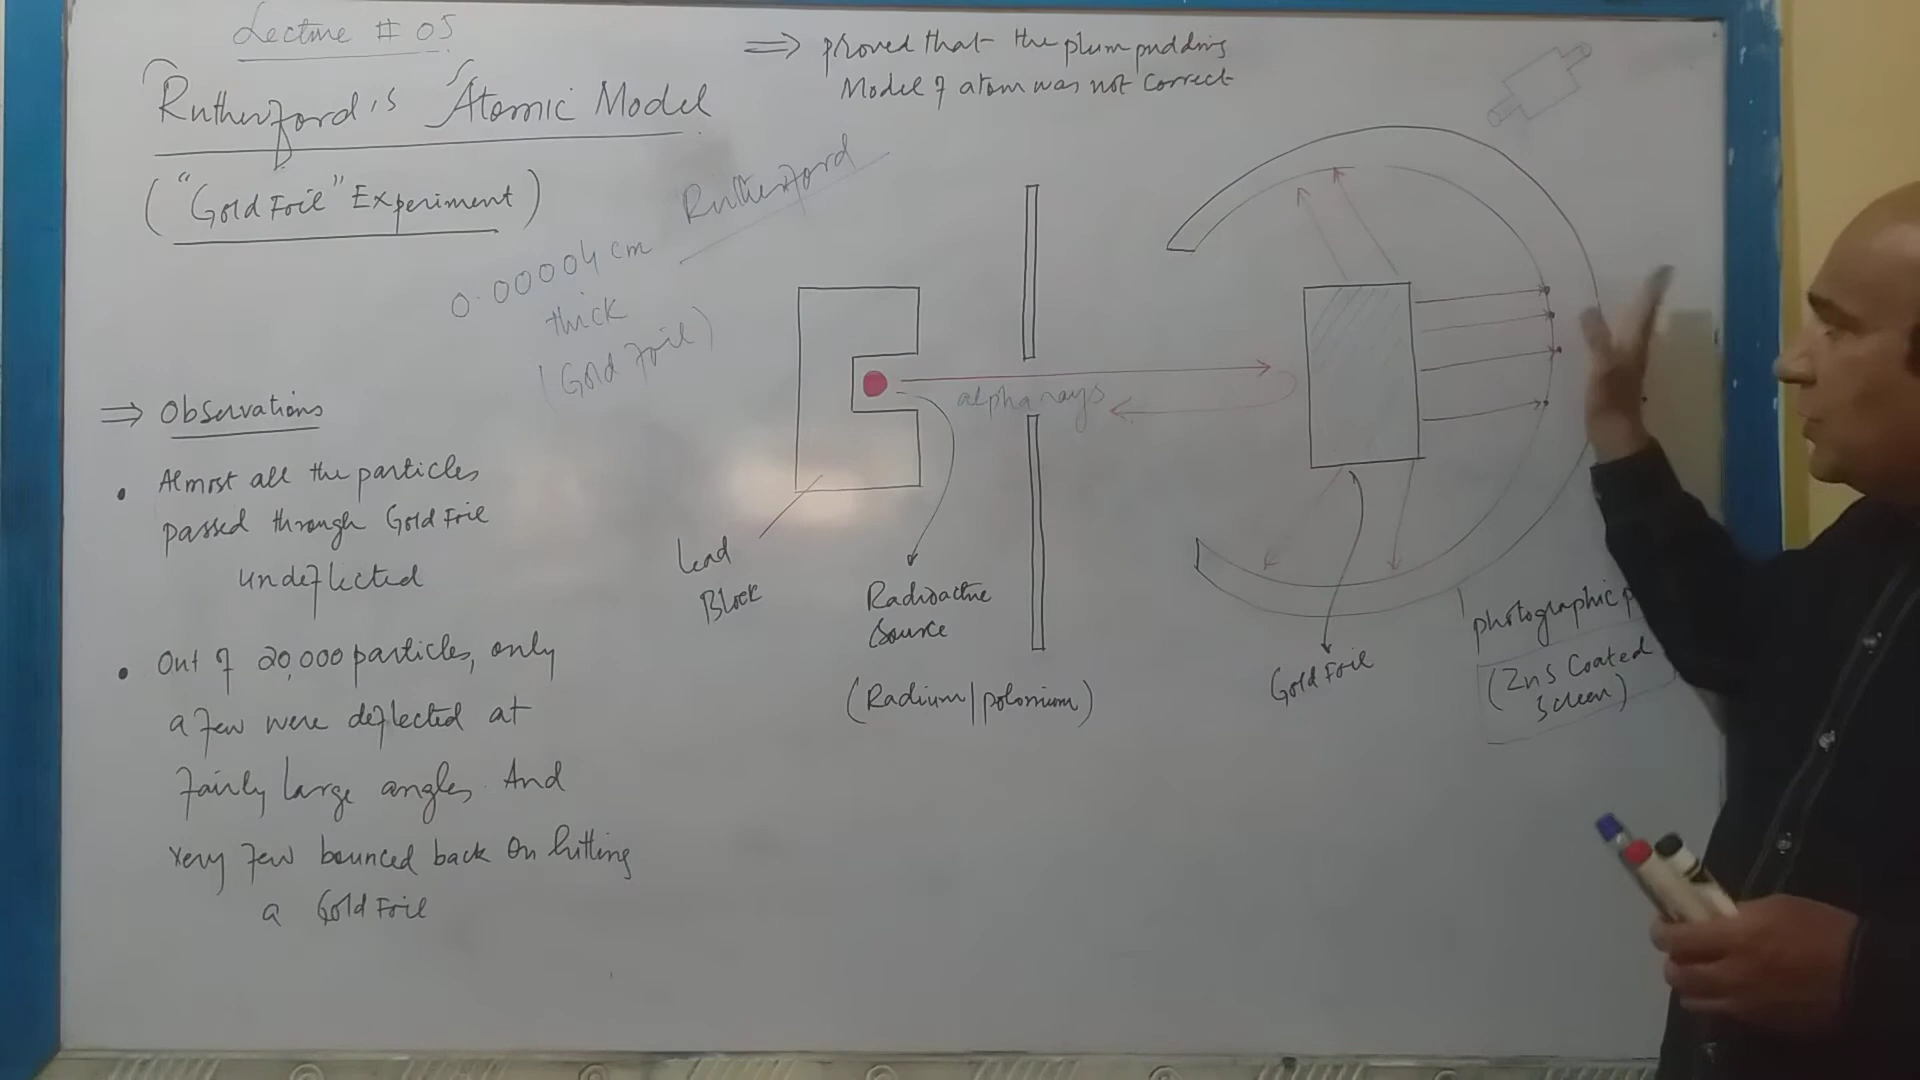 Lecture # 05
Rutherford's Atomic Model
("Gold Foil" Experiment)
⇒ proved that the plum pudding
Model of atom was not correct
Rutherford
0.00004 cm
thick
(Gold Foil)
⇒ Observations
• Almost all the particles
passed through Gold Foil
undeflected
• Out of 20,000 particles, only
a few were deflected at
fairly large angles And
very few bounced back on hitting
a Gold Foil
alpha rays
Lead
Block
Radioactive
Source
(Radium/polonium)
Gold Foil
photographic
(ZnS Coated
Screen)